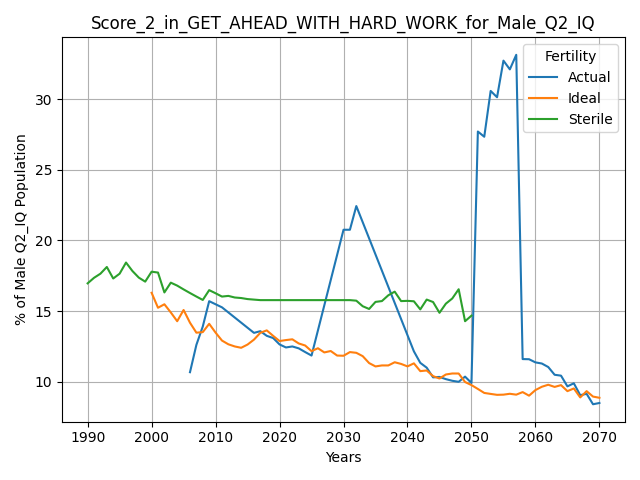 Score_2_in_GET_AHEAD_WITH_HARD_WORK_for_Male_Q2_IQ
Fertility
Actual
Ideal
Sterile
% of Male Q2_IQ Population
30
25
20
15
10
1990 2000 2010 2020 2030 2040 2050 2060 2070
Years